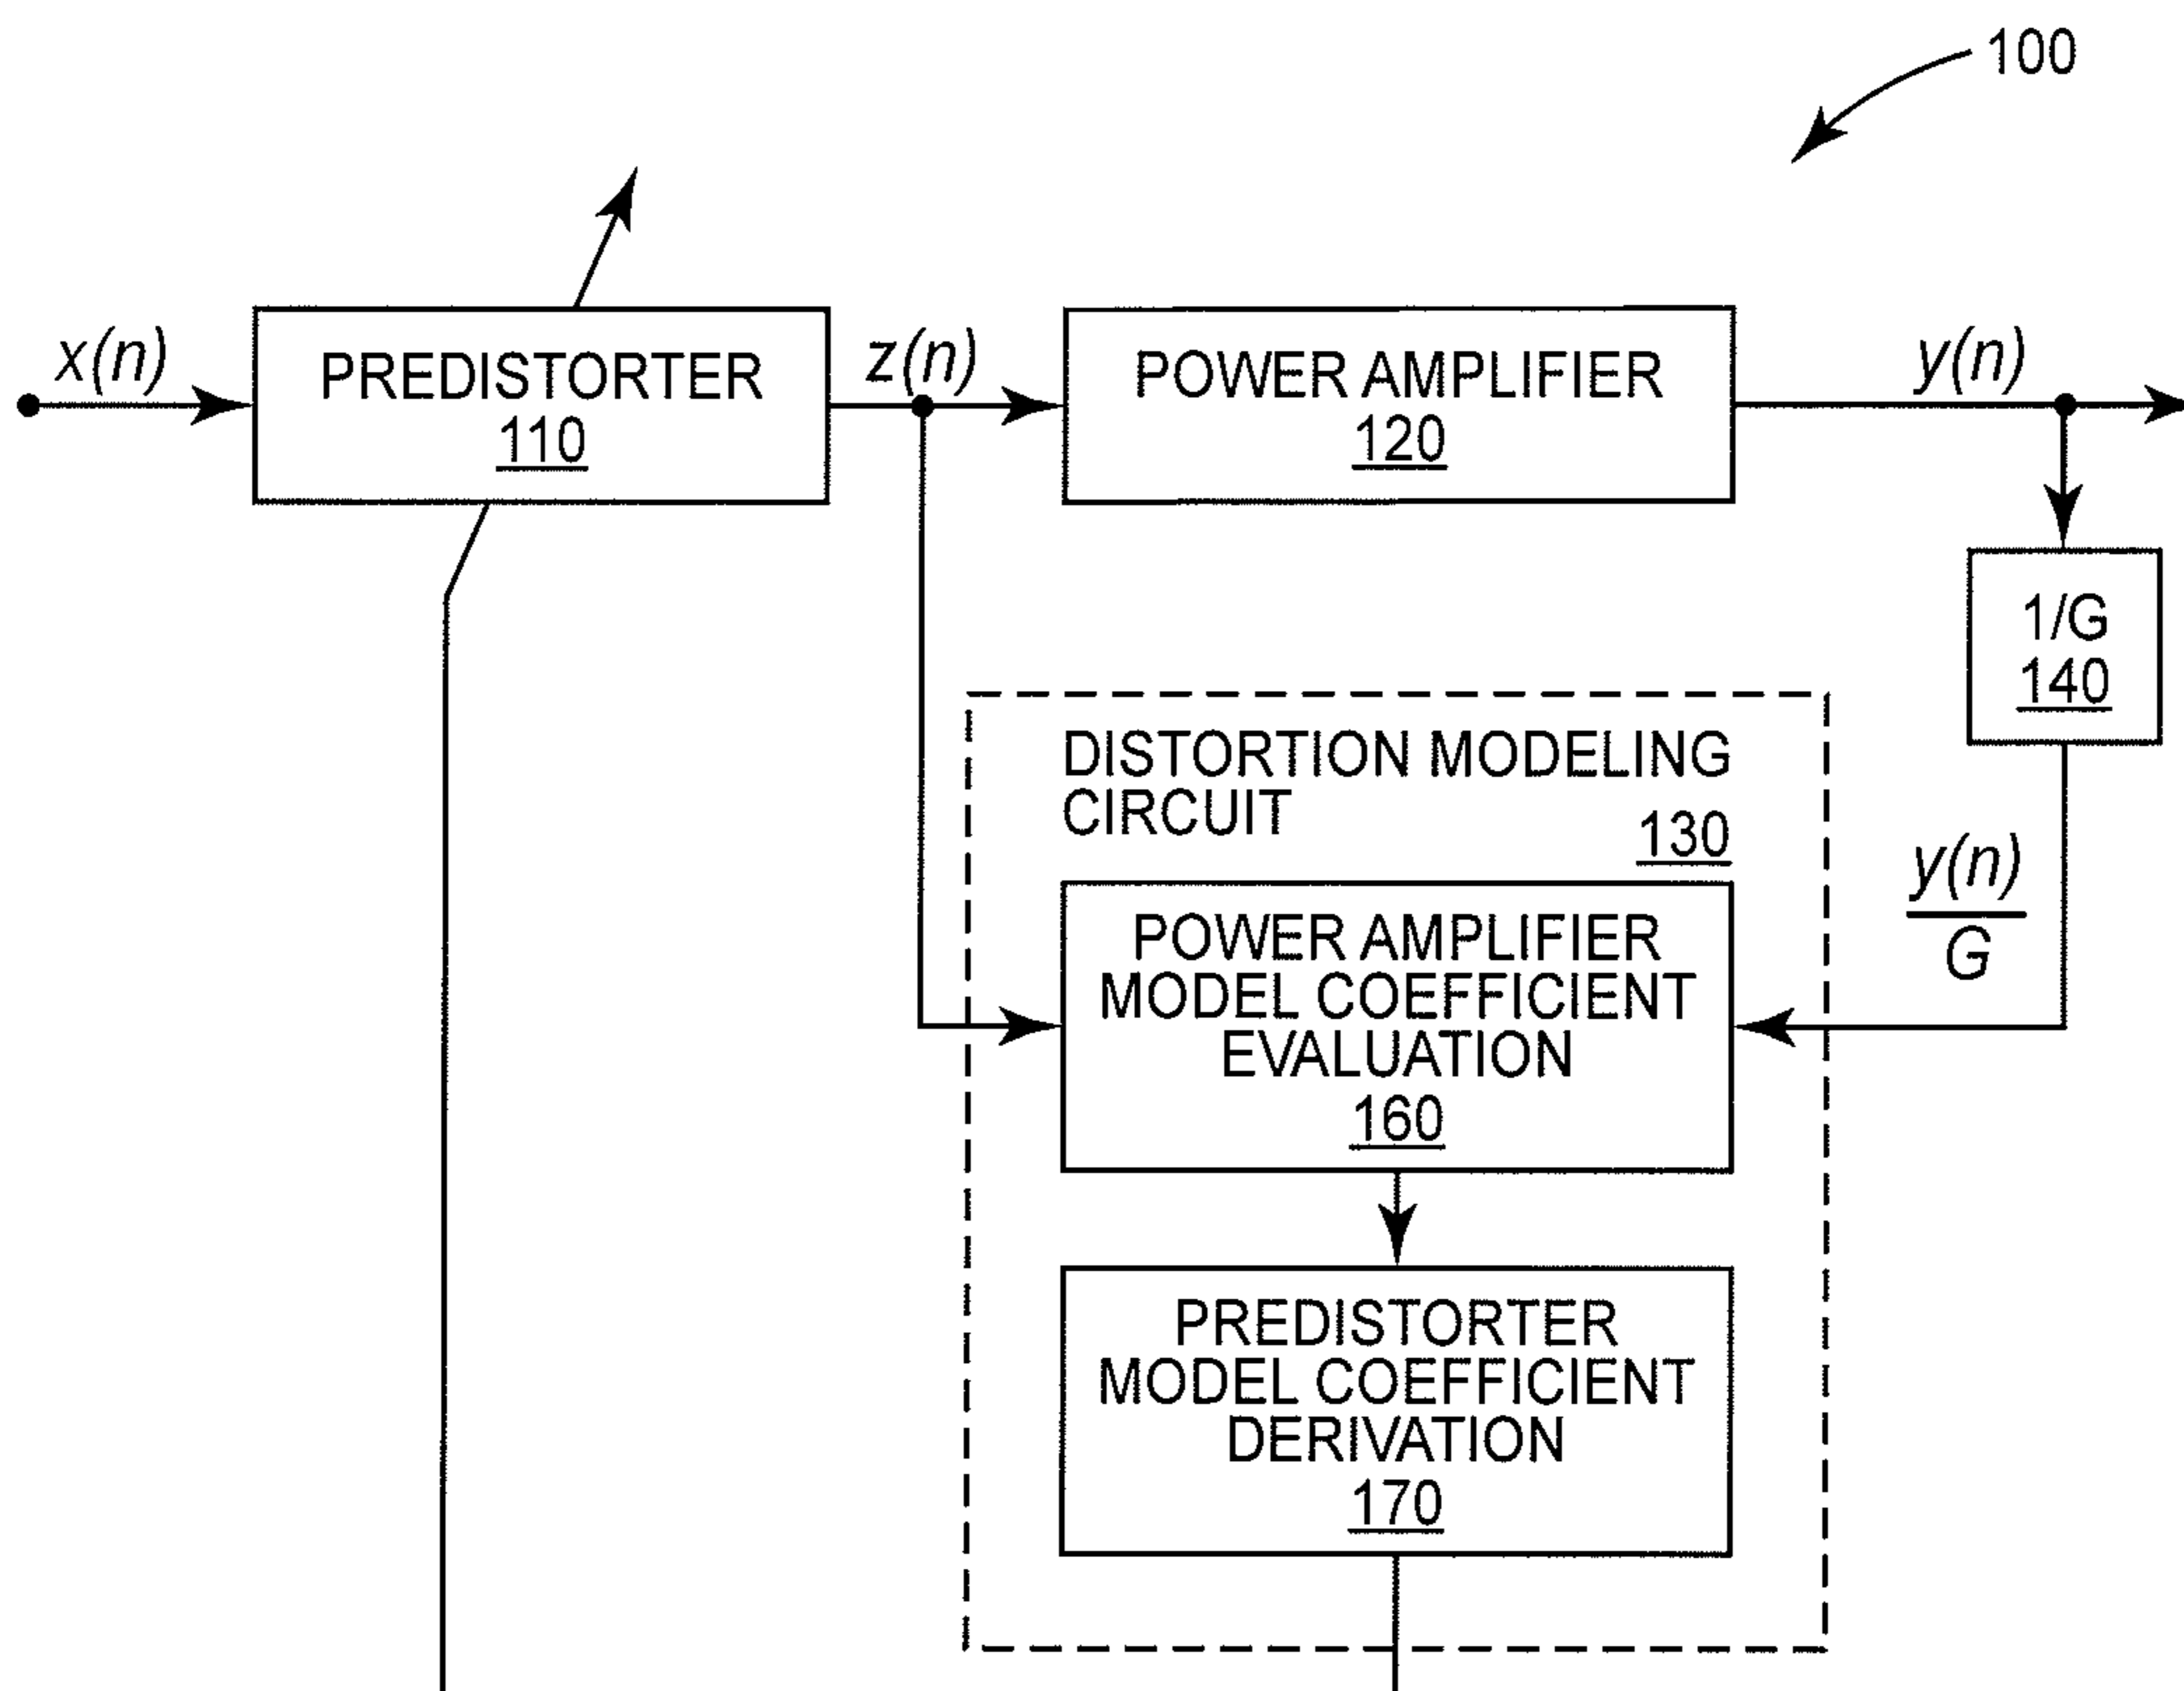 100
x(n)
PREDISTORTER
110
z(n)
POWER AMPLIFIER
120
y(n)
1/G
140
DISTORTION MODELING
CIRCUIT
130
y(n)
G
POWER AMPLIFIER
MODEL COEFFICIENT
EVALUATION
160
PREDISTORTER
MODEL COEFFICIENT
DERIVATION
170